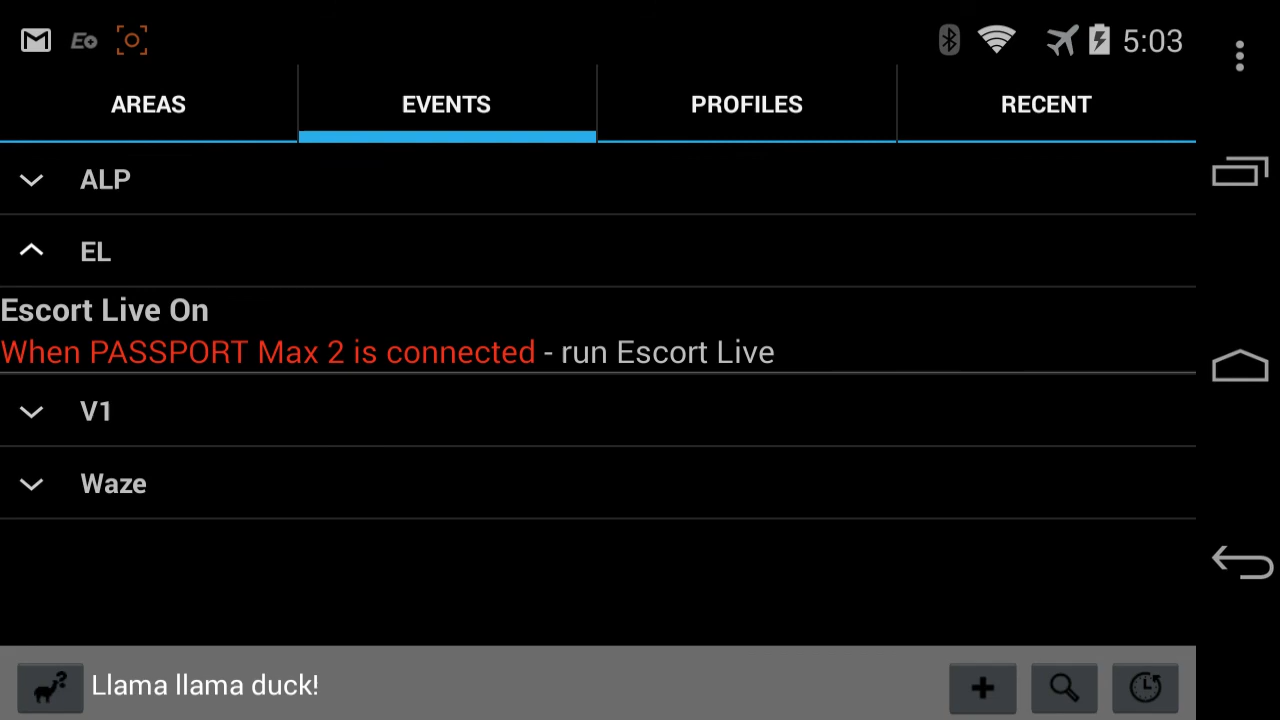 5:03
AREAS
EVENTS
PROFILES
RECENT
ALP
EL
Escort Live On
When PASSPORT Max 2 is connected - run Escort Live
V1
Waze
Llama llama duck!